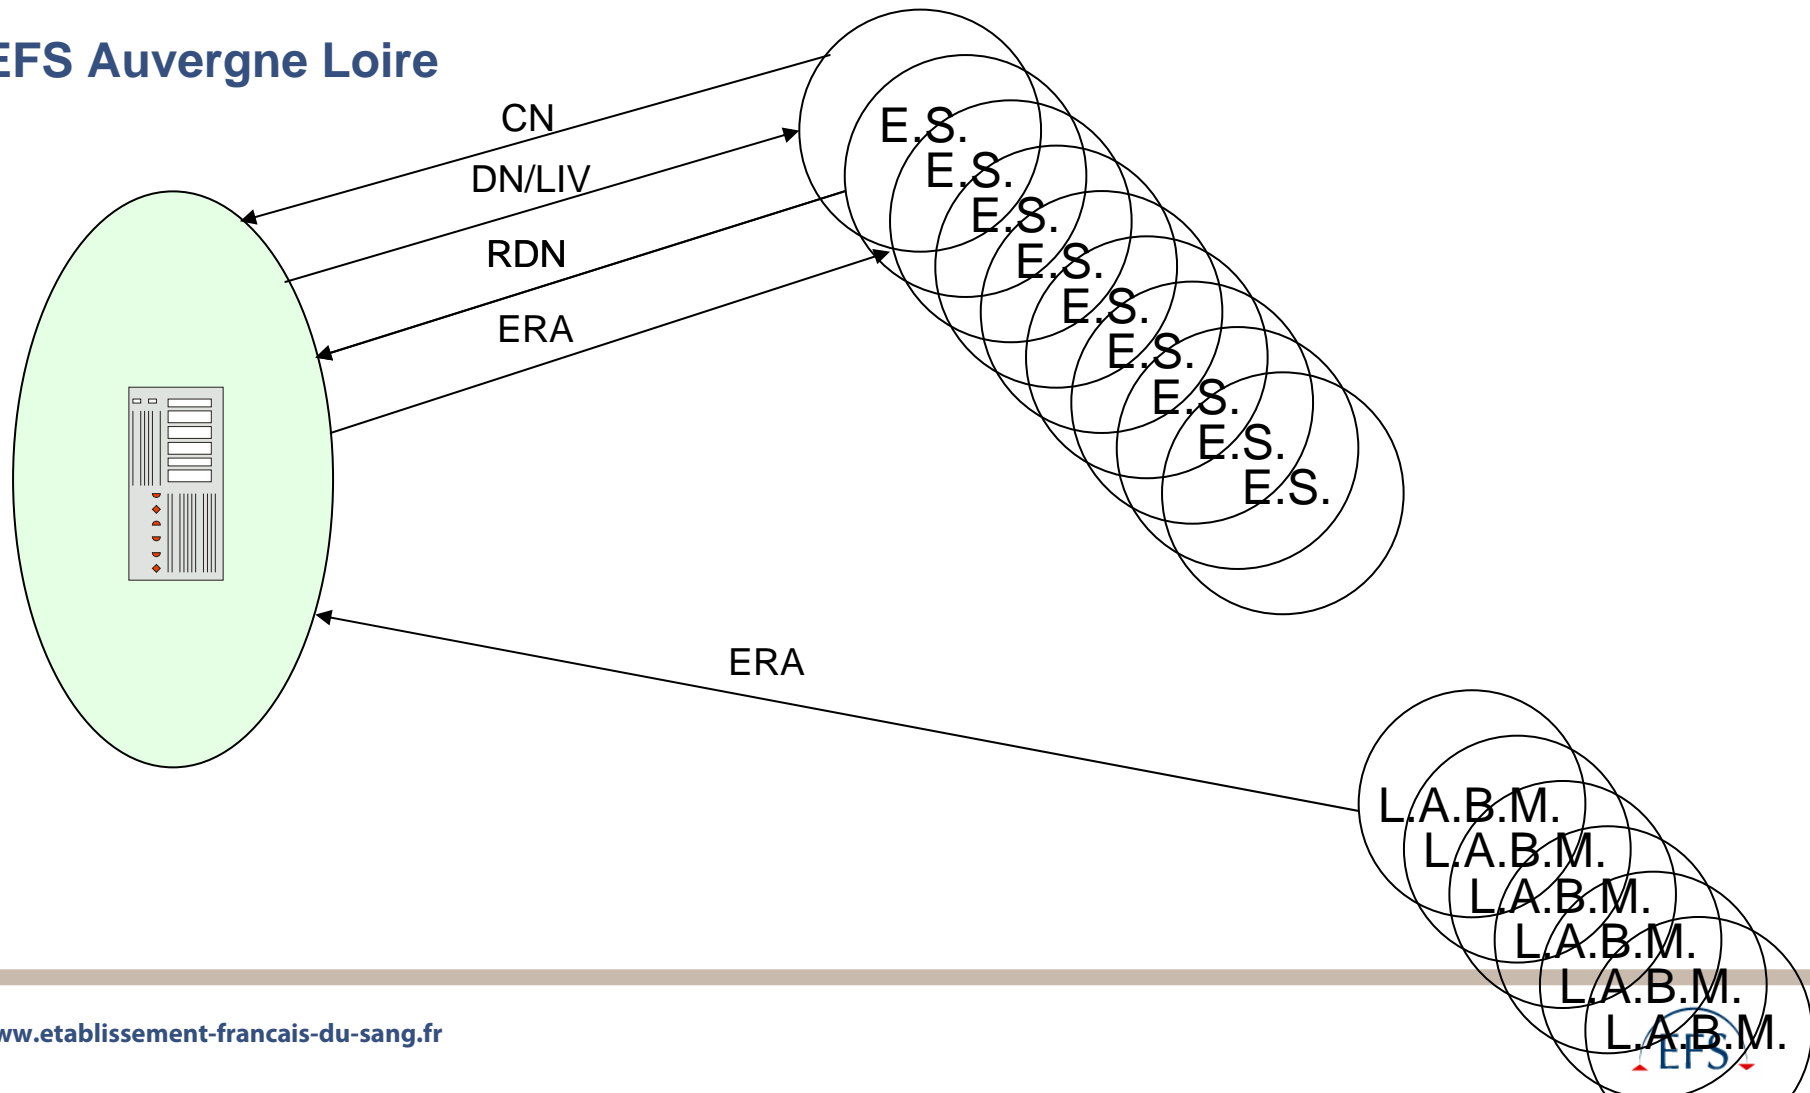 EFS Auvergne Loire
CN
DN/LIV
RDN
ERA
E.S.
E.S.
E.S.
E.S.
E.S.
E.S.
E.S.
E.S.
E.S.
ERA
L.A.B.M.
L.A.B.M.
L.A.B.M.
L.A.B.M.
L.A.B.M.
L.A.B.M.
ww.etablissement-francais-du-sang.fr
EFS